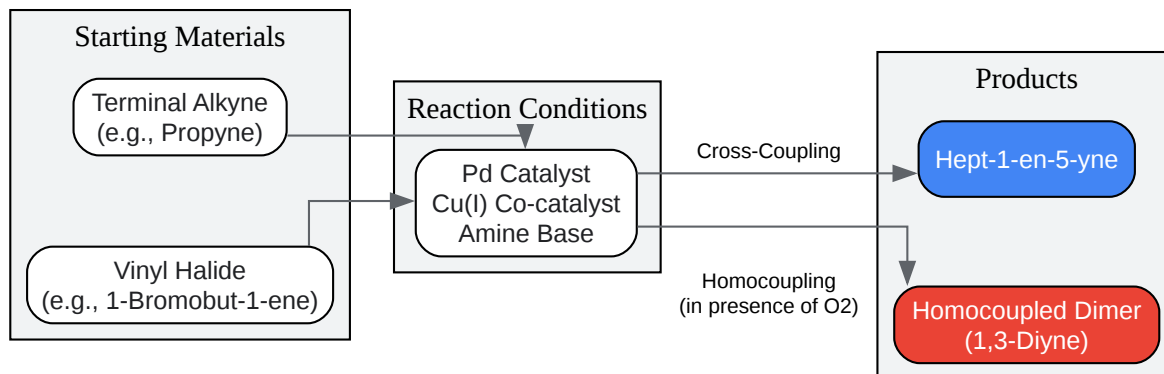 Starting Materials
Terminal Alkyne
(e.g., Propyne)
Vinyl Halide
(e.g., 1-Bromobut-1-ene)
Reaction Conditions
Pd Catalyst
Cu(I) Co-catalyst
Amine Base
Cross-Coupling
Homocoupling
(in presence of O2)
Products
Hept-1-en-5-yne
Homocoupled Dimer
(1,3-Diyne)